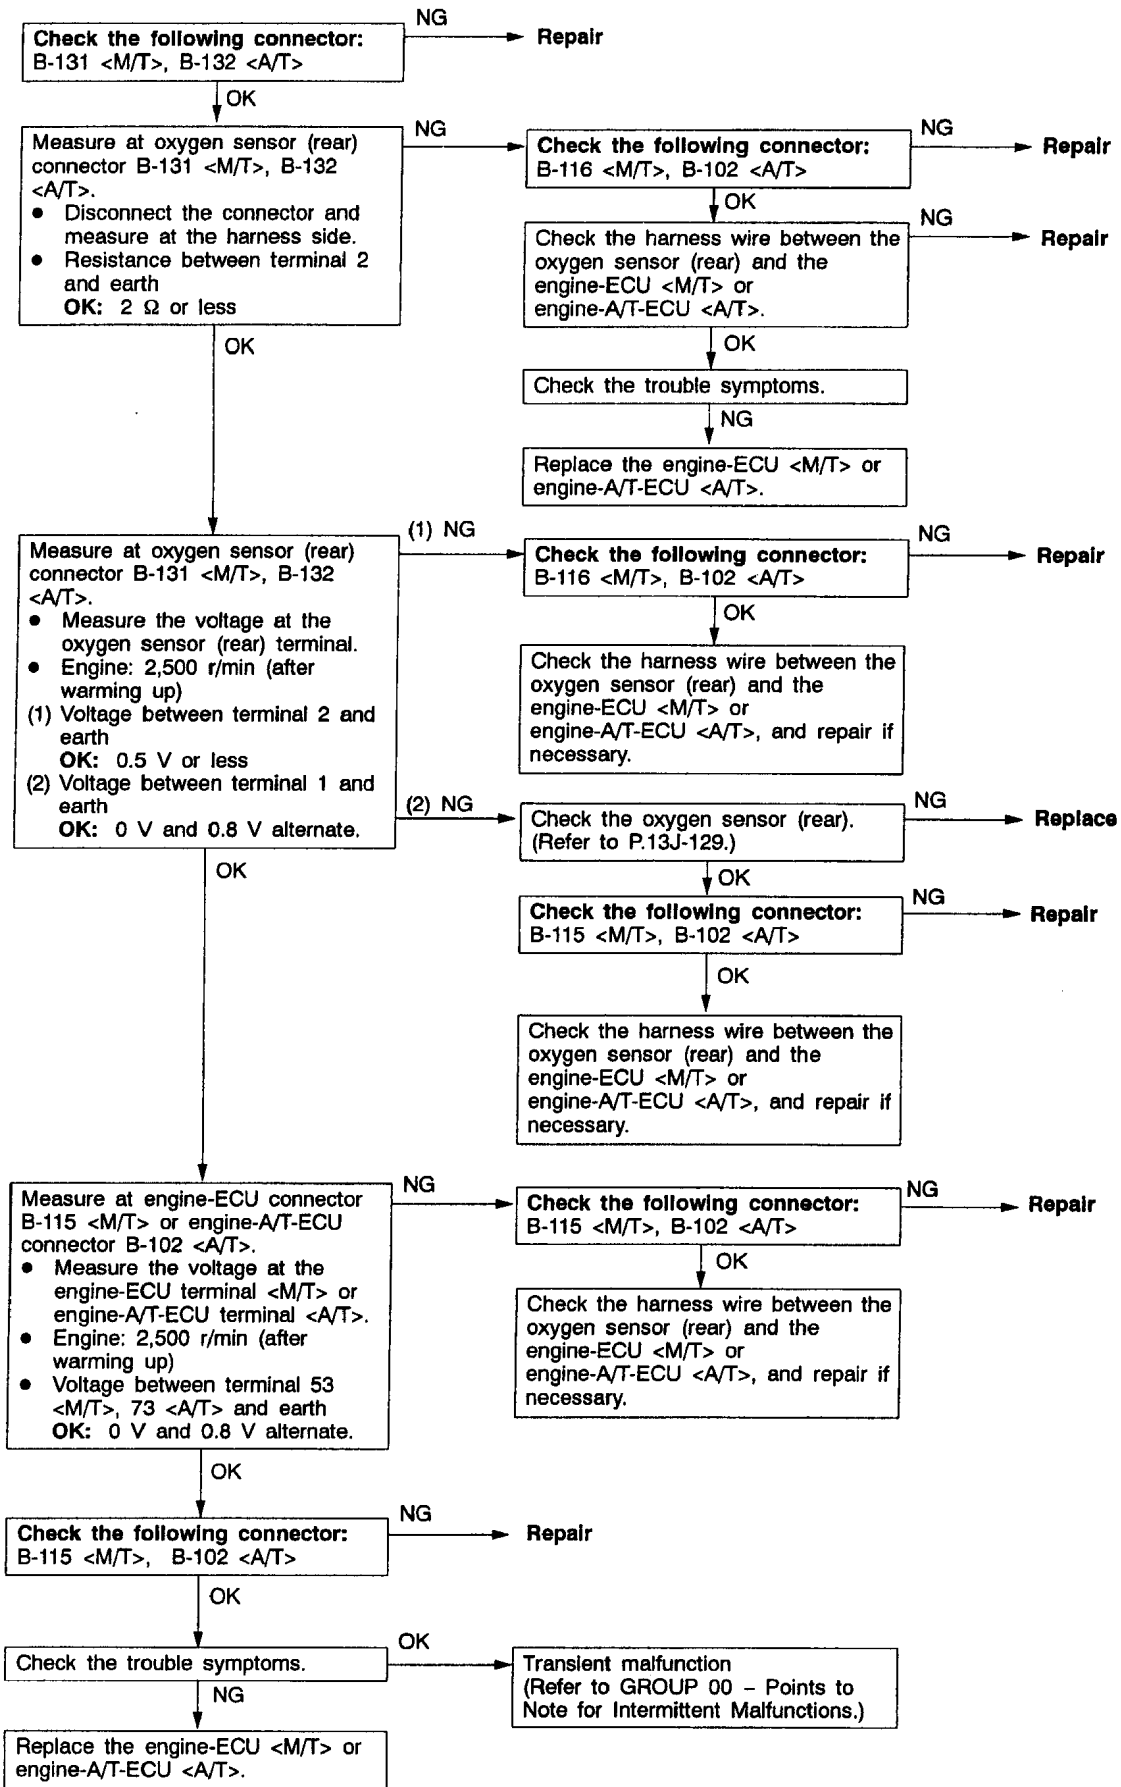 NG
Check the following connector:
B-131 <M/T>, B-132 <A/T>
Repair
OK
Measure at oxygen sensor (rear)
connector B-131 <M/T>, B-132
<A/T>.
● Disconnect the connector and
measure at the harness side.
● Resistance between terminal 2
and earth
OK: 2 Ω or less
NG
Check the following connector:
B-116 <M/T>, B-102 <A/T>
NG
Repair
OK
Check the harness wire between the
oxygen sensor (rear) and the
engine-ECU <M/T> or
engine-A/T-ECU <A/T>.
NG
Repair
OK
Check the trouble symptoms.
NG
Replace the engine-ECU <M/T> or
engine-A/T-ECU <A/T>.
OK
Measure at oxygen sensor (rear)
connector B-131 <M/T>, B-132
<A/T>.
● Measure the voltage at the
oxygen sensor (rear) terminal.
● Engine: 2,500 r/min (after
warming up)
(1) Voltage between terminal 2 and
earth
OK: 0.5 V or less
(2) Voltage between terminal 1 and
earth
OK: 0 V and 0.8 V alternate.
(1) NG
Check the following connector:
B-116 <M/T>, B-102 <A/T>
NG
Repair
OK
Check the harness wire between the
oxygen sensor (rear) and the
engine-ECU <M/T> or
engine-A/T-ECU <A/T>, and repair if
necessary.
(2) NG
Check the oxygen sensor (rear).
(Refer to P.13J-129.)
NG
Replace
OK
Check the following connector:
B-115 <M/T>, B-102 <A/T>
NG
Repair
OK
Check the harness wire between the
oxygen sensor (rear) and the
engine-ECU <M/T> or
engine-A/T-ECU <A/T>, and repair if
necessary.
OK
Measure at engine-ECU connector
B-115 <M/T> or engine-A/T-ECU
connector B-102 <A/T>.
● Measure the voltage at the
engine-ECU terminal <M/T> or
engine-A/T-ECU terminal <A/T>.
● Engine: 2,500 r/min (after
warming up)
● Voltage between terminal 53
<M/T>, 73 <A/T> and earth
OK: 0 V and 0.8 V alternate.
NG
Check the following connector:
B-115 <M/T>, B-102 <A/T>
NG
Repair
OK
Check the harness wire between the
oxygen sensor (rear) and the
engine-ECU <M/T> or
engine-A/T-ECU <A/T>, and repair if
necessary.
OK
Check the following connector:
B-115 <M/T>, B-102 <A/T>
NG
Repair
OK
Check the trouble symptoms.
OK
Transient malfunction
(Refer to GROUP 00 – Points to
Note for Intermittent Malfunctions.)
NG
Replace the engine-ECU <M/T> or
engine-A/T-ECU <A/T>.